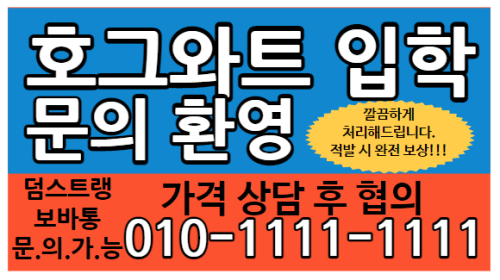 호그와트 입학
문의 환영
깔끔하게
처리해드립니다.
적발 시 완전 보상!!!
덤스트랭
보바통
문.의.가.능
가격 상담 후 협의
010-1111-1111